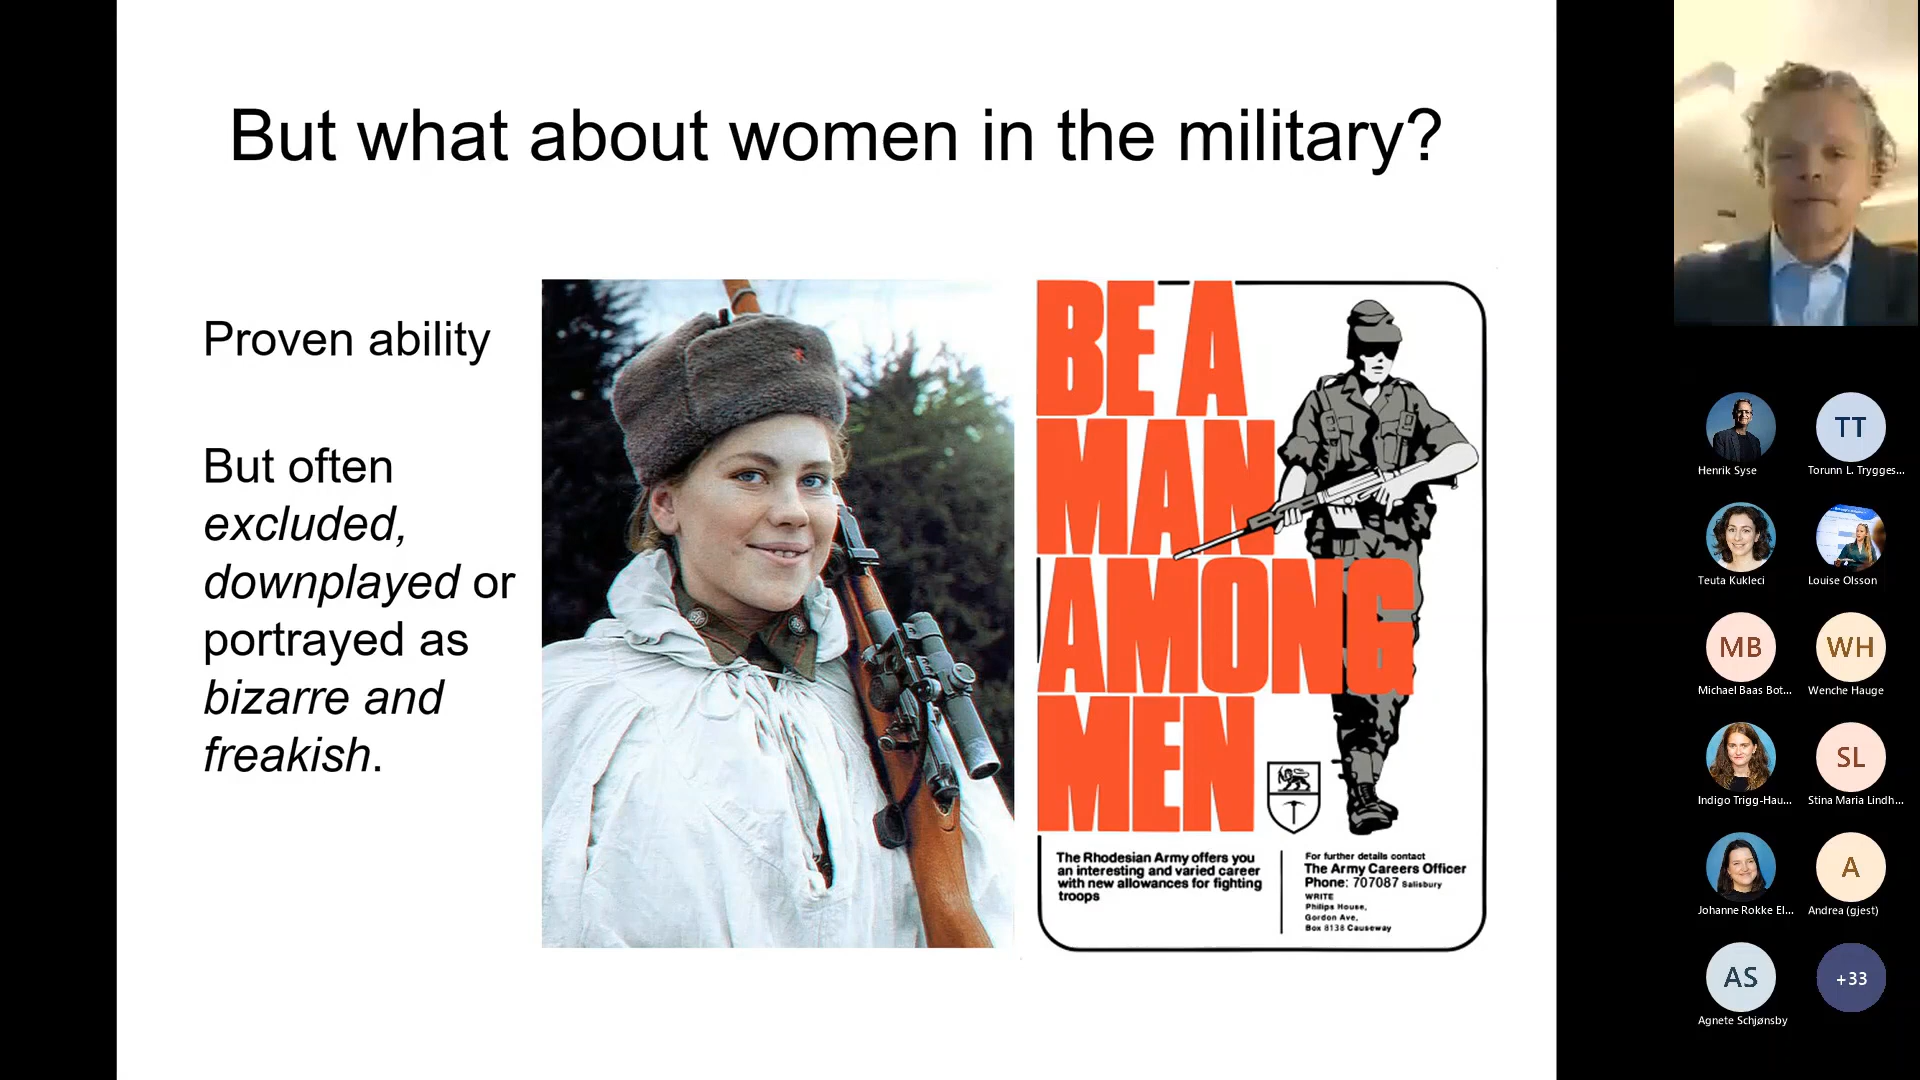 But what about women in the military?
Proven ability
But often
excluded,
downplayed or
portrayed as
bizarre and
freakish.
BE A
MAN
AMONG
MEN
The Rhodesian Army offers you
an interesting and varied career
with new allowances for fighting
troops
For further details contact
The Army Careers Officer
Phone: 707087 Salisbury
WRITE
Philips House,
Gordon Ave,
Box 8138 Causeway
Henrik Syse
TT
Torunn L. Trygges...
Teuta Kukleci
Louise Olsson
MB
Michael Baas Bot...
WH
Wenche Hauge
Indigo Trigg-Hau...
SL
Stina Maria Lindh...
Johanne Rokke El...
A
Andrea (gjest)
AS
Agnete Schjønsby
+33